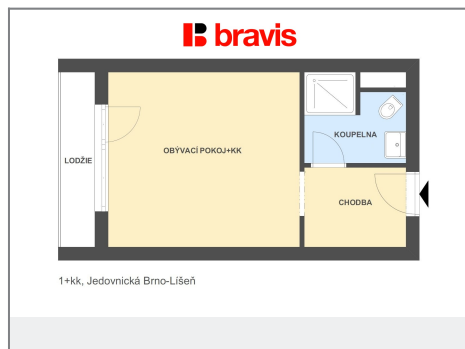 bravis
LODŽIE
OBÝVACÍ POKOJ+KK
KOUPELNA
CHODBA
1+kk, Jedovnická Brno-Líšeň